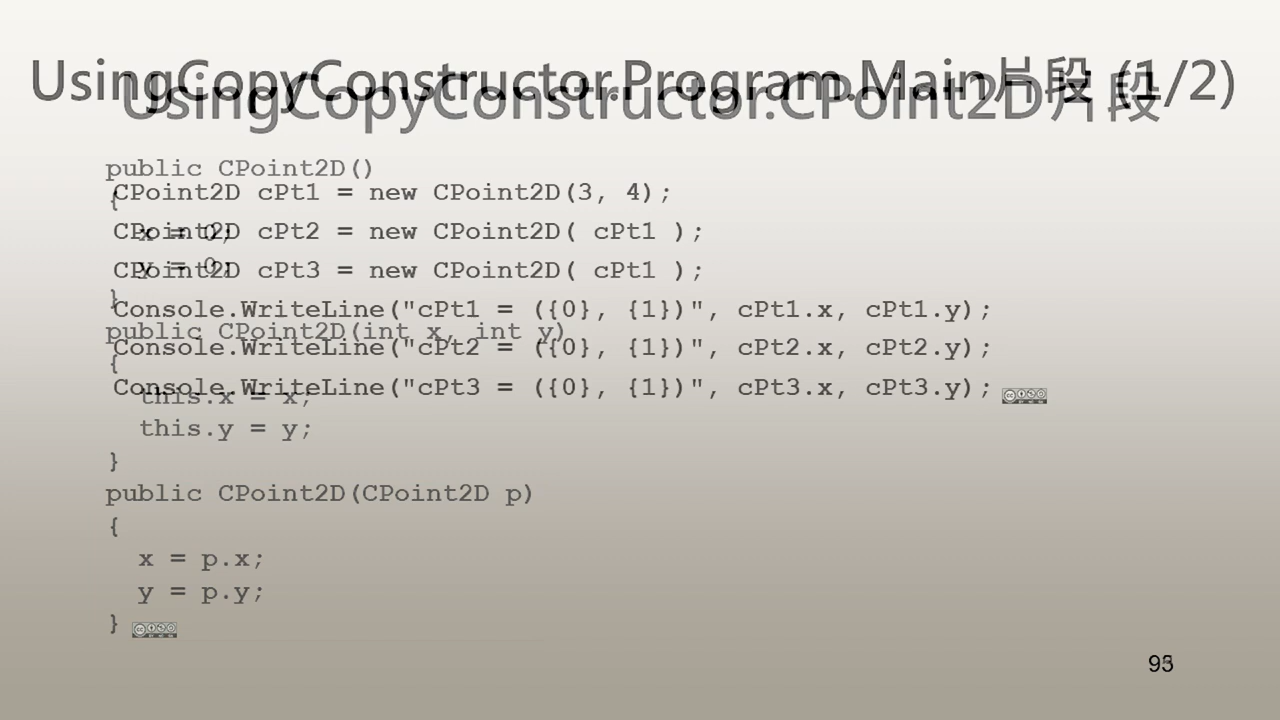 UsingCopyConstructor.Program.Main片段 (1/2)
UsingCopyConstructor.CPoint2D片段
public CPoint2D()
{
x = 0;
y = 0;
}
public CPoint2D(int x, int y)
{
this.x = x;
this.y = y;
}
public CPoint2D(CPoint2D p)
{
x = p.x;
y = p.y;
}
CPoint2D cPt1 = new CPoint2D(3, 4);
CPoint2D cPt2 = new CPoint2D( cPt1 );
CPoint2D cPt3 = new CPoint2D( cPt1 );
Console.WriteLine("cPt1 = ({0}, {1})", cPt1.x, cPt1.y);
Console.WriteLine("cPt2 = ({0}, {1})", cPt2.x, cPt2.y);
Console.WriteLine("cPt3 = ({0}, {1})", cPt3.x, cPt3.y);